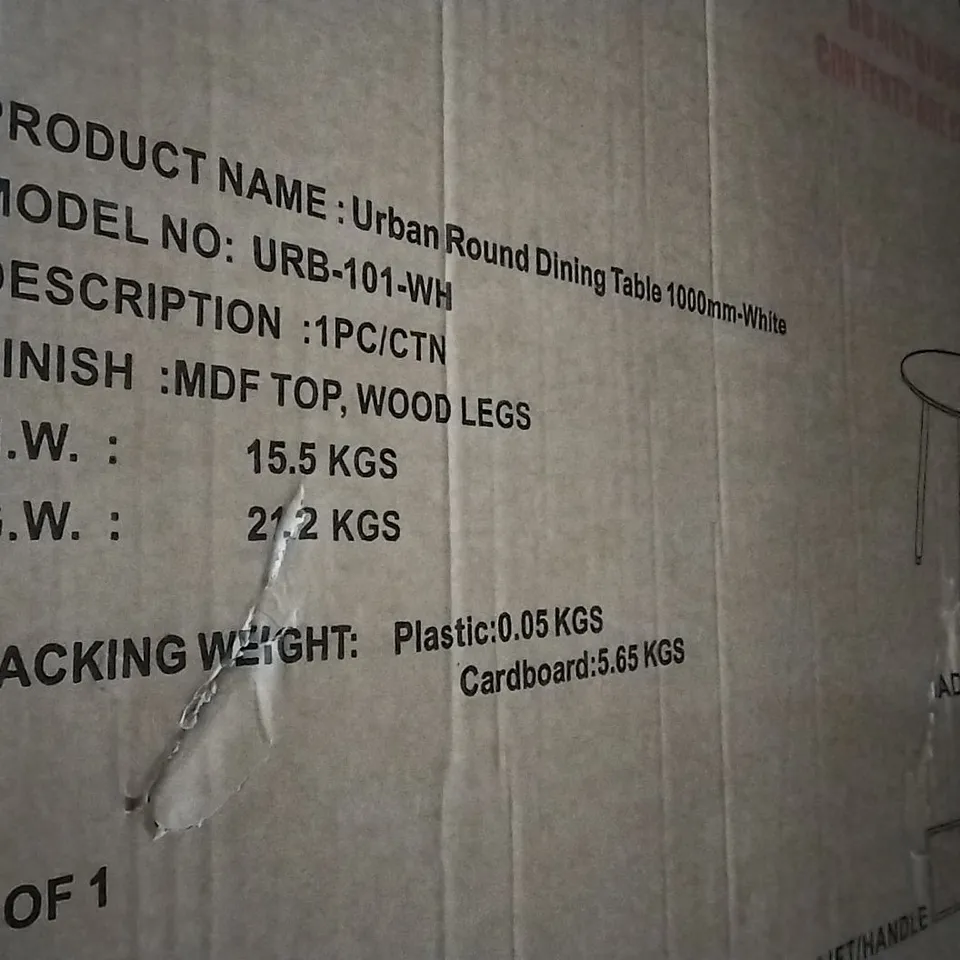 PRODUCT NAME : Urban Round Dining Table 1000mm-White
MODEL NO: URB-101-WH
DESCRIPTION :1PC/CTN
INISH :MDF TOP, WOOD LEGS
.W. : 15.5 KGS
.W. : 21.2 KGS
ACKING WEIGHT: Plastic:0.05 KGS
Cardboard:5.65 KGS
OF 1
/HANDLE